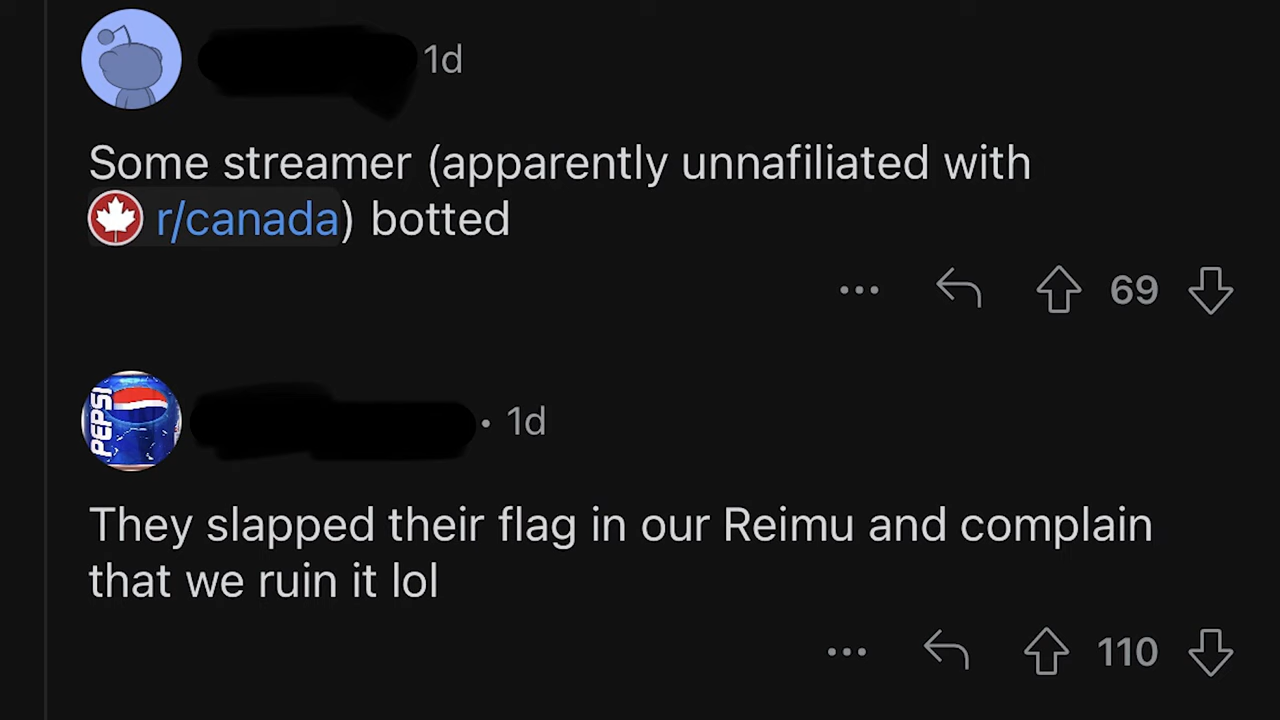 1d
Some streamer (apparently unnafiliated with
r/canada) botted
69
PEPSI
· 1d
They slapped their flag in our Reimu and complain
that we ruin it lol
110